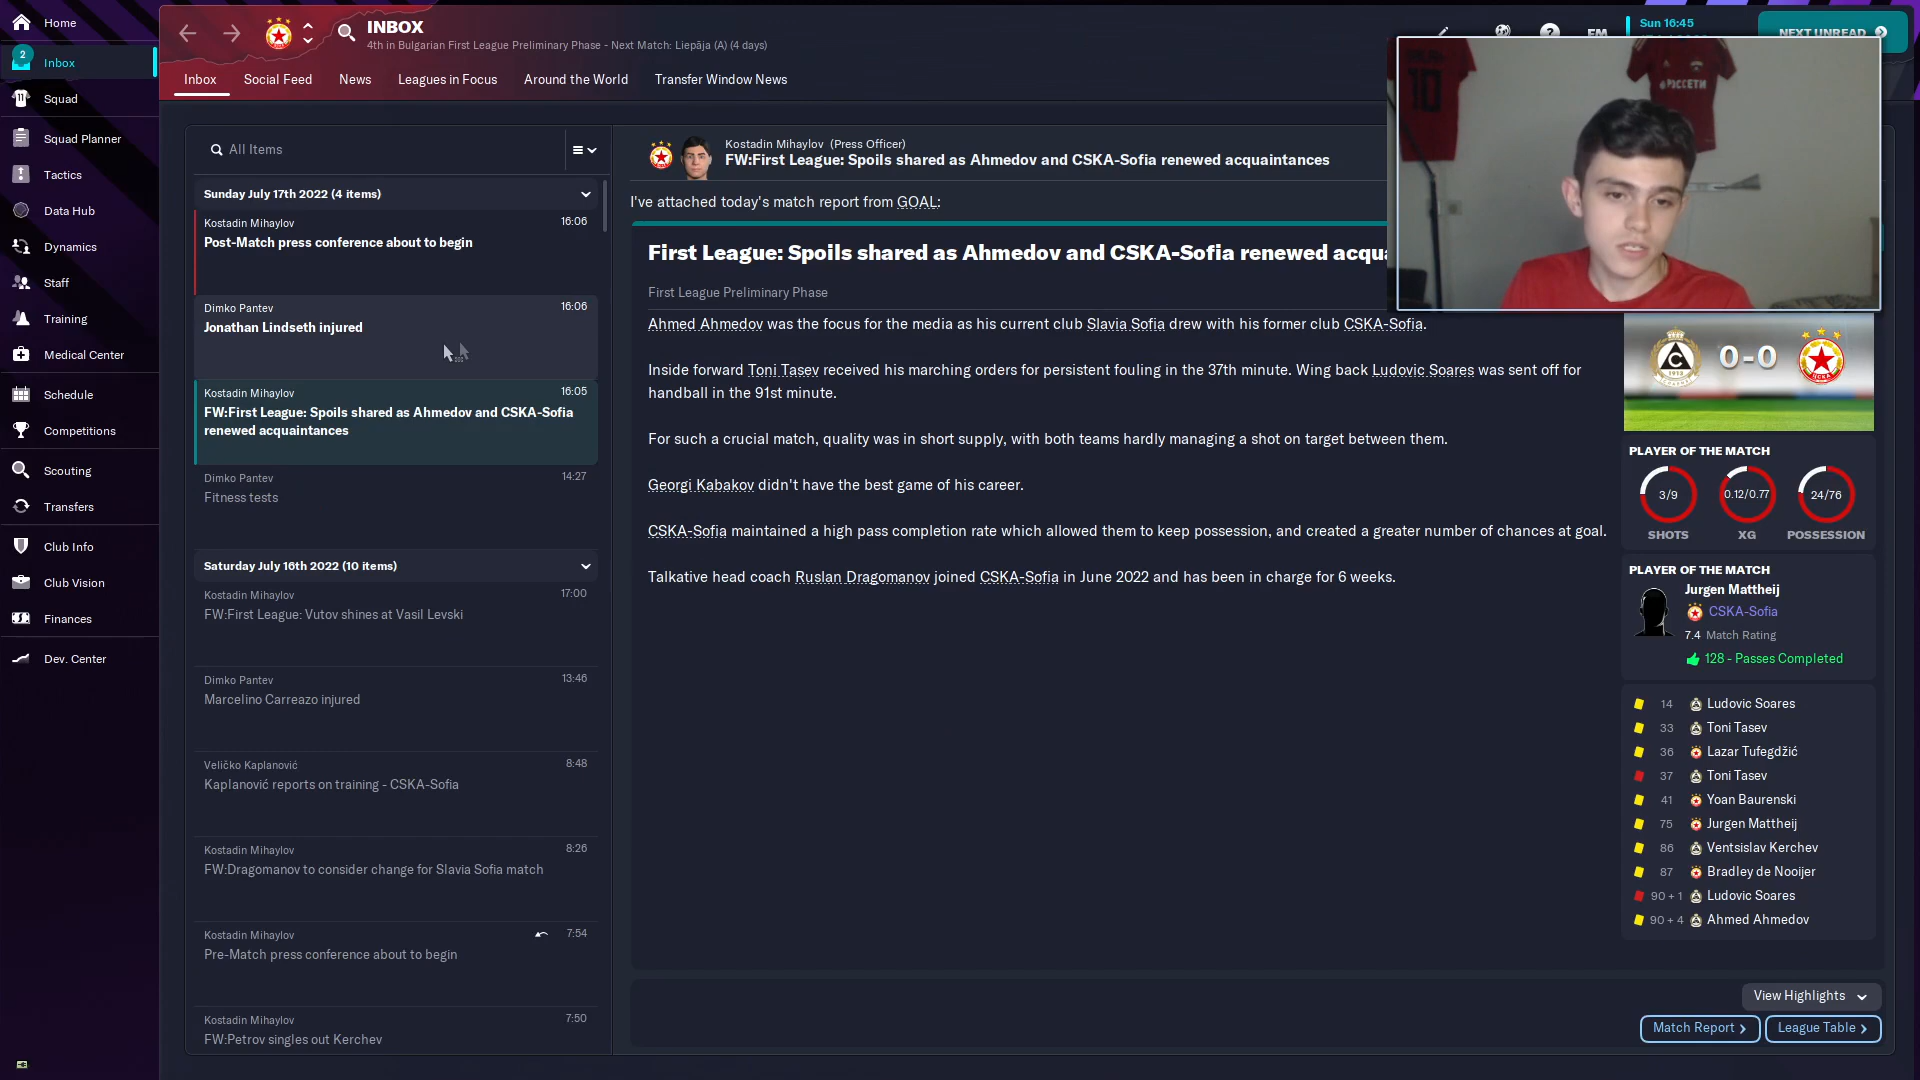 Home
2
Inbox
Squad
Squad Planner
Tactics
Data Hub
Dynamics
Staff
Training
Medical Center
Schedule
Competitions
Scouting
Transfers
Club Info
Club Vision
Finances
Dev. Center
INBOX
4th in Bulgarian First League Preliminary Phase - Next Match: Liepāja (A) (4 days)
Inbox Social Feed News Leagues in Focus Around the World Transfer Window News
FM
Sun 16:45
NEXT UNREAD
10
РОССЕТИ
All Items
Sunday July 17th 2022 (4 items)
Kostadin Mihaylov 16:06
Post-Match press conference about to begin
Dimko Pantev 16:06
Jonathan Lindseth injured
Kostadin Mihaylov 16:05
FW:First League: Spoils shared as Ahmedov and CSKA-Sofia
renewed acquaintances
Dimko Pantev 14:27
Fitness tests
Saturday July 16th 2022 (10 items)
Kostadin Mihaylov 17:00
FW:First League: Vutov shines at Vasil Levski
Dimko Pantev 13:46
Marcelino Carreazo injured
Veličko Kaplanović 8:48
Kaplanović reports on training - CSKA-Sofia
Kostadin Mihaylov 8:26
FW:Dragomanov to consider change for Slavia Sofia match
Kostadin Mihaylov 7:54
Pre-Match press conference about to begin
Kostadin Mihaylov 7:50
FW:Petrov singles out Kerchev
Kostadin Mihaylov (Press Officer)
FW:First League: Spoils shared as Ahmedov and CSKA-Sofia renewed acquaintances
I've attached today's match report from GOAL:
First League: Spoils shared as Ahmedov and CSKA-Sofia renewed acqua
First League Preliminary Phase
Ahmed Ahmedov was the focus for the media as his current club Slavia Sofia drew with his former club CSKA-Sofia.
Inside forward Toni Tasev received his marching orders for persistent fouling in the 37th minute. Wing back Ludovic Soares was sent off for
handball in the 91st minute.
For such a crucial match, quality was in short supply, with both teams hardly managing a shot on target between them.
Georgi Kabakov didn't have the best game of his career.
CSKA-Sofia maintained a high pass completion rate which allowed them to keep possession, and created a greater number of chances at goal.
Talkative head coach Ruslan Dragomanov joined CSKA-Sofia in June 2022 and has been in charge for 6 weeks.
0-0
PLAYER OF THE MATCH
3/9 0.12/0.77 24/76
SHOTS XG POSSESSION
PLAYER OF THE MATCH
Jurgen Mattheij
CSKA-Sofia
7.4 Match Rating
128 - Passes Completed
14 Ludovic Soares
33 Toni Tasev
36 Lazar Tufegdžić
37 Toni Tasev
41 Yoan Baurenski
75 Jurgen Mattheij
86 Ventsislav Kerchev
87 Bradley de Nooijer
90 + 1 Ludovic Soares
90 + 4 Ahmed Ahmedov
View Highlights
Match Report
League Table